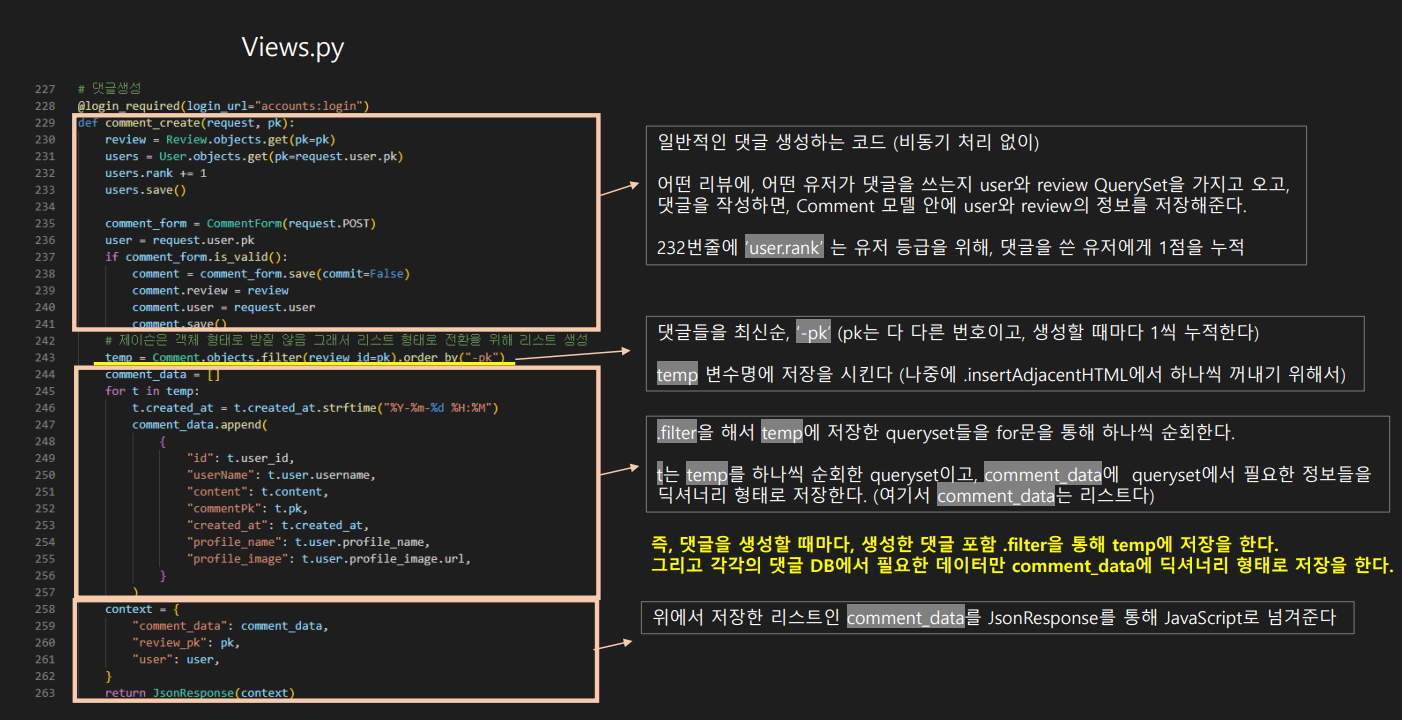 Views.py
227 # 댓글생성
228 @login_required(login_url="accounts:login")
229 def comment_create(request, pk):
230 review = Review.objects.get(pk=pk)
231 users = User.objects.get(pk=request.user.pk)
232 users.rank += 1
233 users.save()
234
235 comment_form = CommentForm(request.POST)
236 user = request.user.pk
237 if comment_form.is_valid():
238 comment = comment_form.save(commit=False)
239 comment.review = review
240 comment.user = request.user
241 comment.save()
242 # 제이슨은 객체 형태로 받질 않음 그래서 리스트 형태로 전환을 위해 리스트 생성
243 temp = Comment.objects.filter(review_id=pk).order_by("-pk")
244 comment_data = []
245 for t in temp:
246 t.created_at = t.created_at.strftime("%Y-%m-%d %H:%M")
247 comment_data.append(
248 {
249 "id": t.user_id,
250 "userName": t.user.username,
251 "content": t.content,
252 "commentPk": t.pk,
253 "created_at": t.created_at,
254 "profile_name": t.user.profile_name,
255 "profile_image": t.user.profile_image.url,
256 }
257 )
258 context = {
259 "comment_data": comment_data,
260 "review_pk": pk,
261 "user": user,
262 }
263 return JsonResponse(context)
일반적인 댓글 생성하는 코드 (비동기 처리 없이)
어떤 리뷰에, 어떤 유저가 댓글을 쓰는지 user와 review QuerySet을 가지고 오고,
댓글을 작성하면, Comment 모델 안에 user와 review의 정보를 저장해준다.
232번줄에 'user.rank' 는 유저 등급을 위해, 댓글을 쓴 유저에게 1점을 누적
댓글들을 최신순, '-pk' (pk는 다 다른 번호이고, 생성할 때마다 1씩 누적한다)
temp 변수명에 저장을 시킨다 (나중에 .insertAdjacentHTML에서 하나씩 꺼내기 위해서)
.filter을 해서 temp에 저장한 queryset들을 for문을 통해 하나씩 순회한다.
t는 temp를 하나씩 순회한 queryset이고, comment_data에 queryset에서 필요한 정보들을
딕셔너리 형태로 저장한다. (여기서 comment_data는 리스트다)
즉, 댓글을 생성할 때마다, 생성한 댓글 포함 .filter을 통해 temp에 저장을 한다.
그리고 각각의 댓글 DB에서 필요한 데이터만 comment_data에 딕셔너리 형태로 저장을 한다.
위에서 저장한 리스트인 comment_data를 JsonResponse를 통해 JavaScript로 넘겨준다